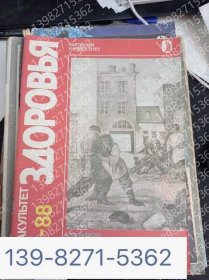 НАРОДНЫЙ
УНИВЕРСИТЕТ
АКУЛЬТЕТ
ЗДОРОВЬЯ
88
139-8271-5362